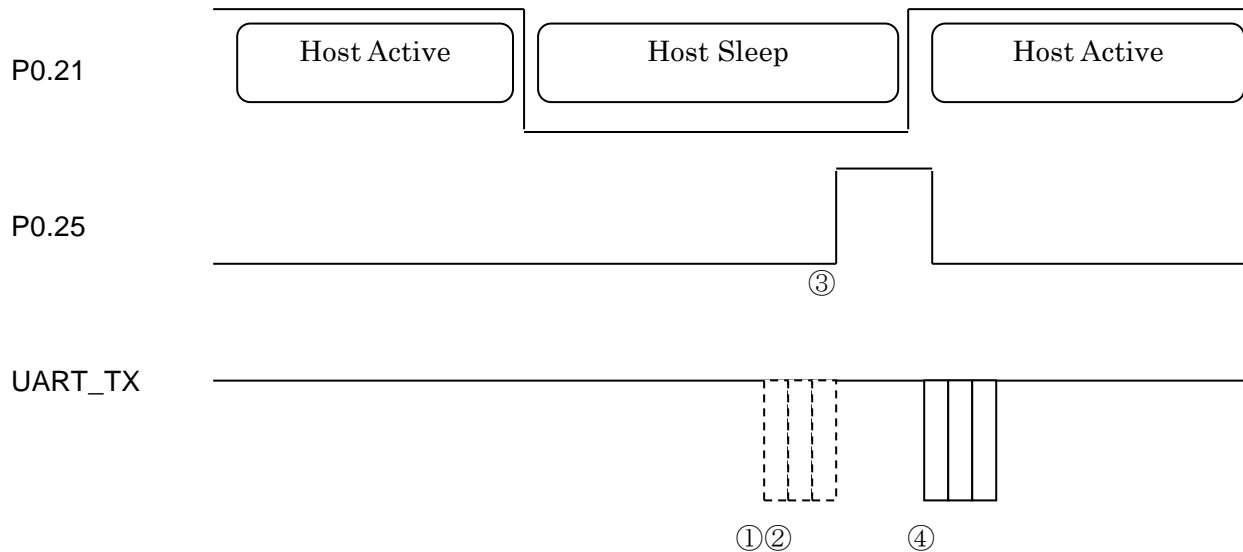 Host Active Host Sleep Host Active
P0.21
P0.25
③
UART_TX
①② ④